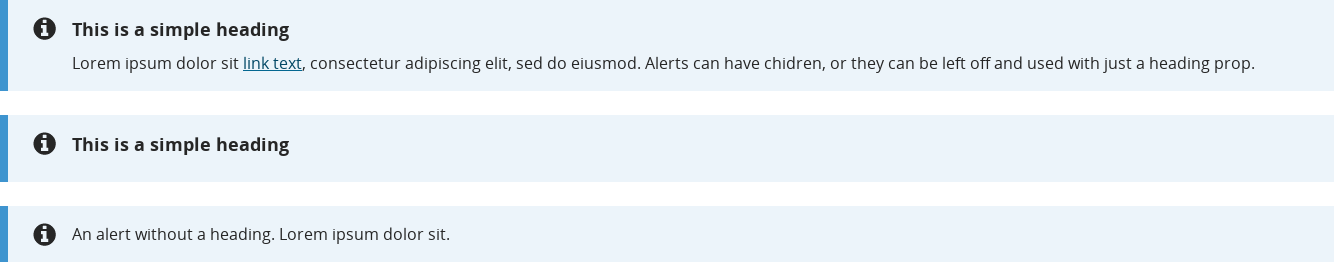 This is a simple heading
Lorem ipsum dolor sit link text, consectetur adipiscing elit, sed do eiusmod. Alerts can have chidren, or they can be left off and used with just a heading prop.
This is a simple heading
An alert without a heading. Lorem ipsum dolor sit.